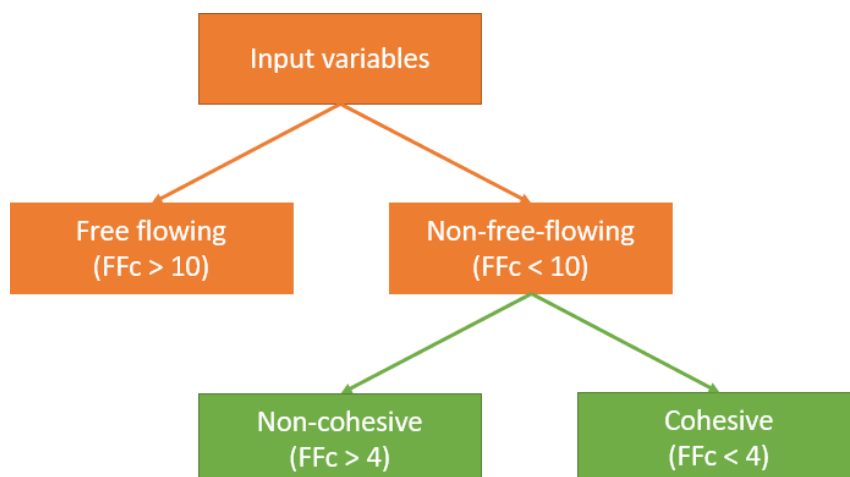 Input variables
Free flowing
(FFc > 10)
Non-free-flowing
(FFc < 10)
Non-cohesive
(FFc > 4)
Cohesive
(FFc < 4)